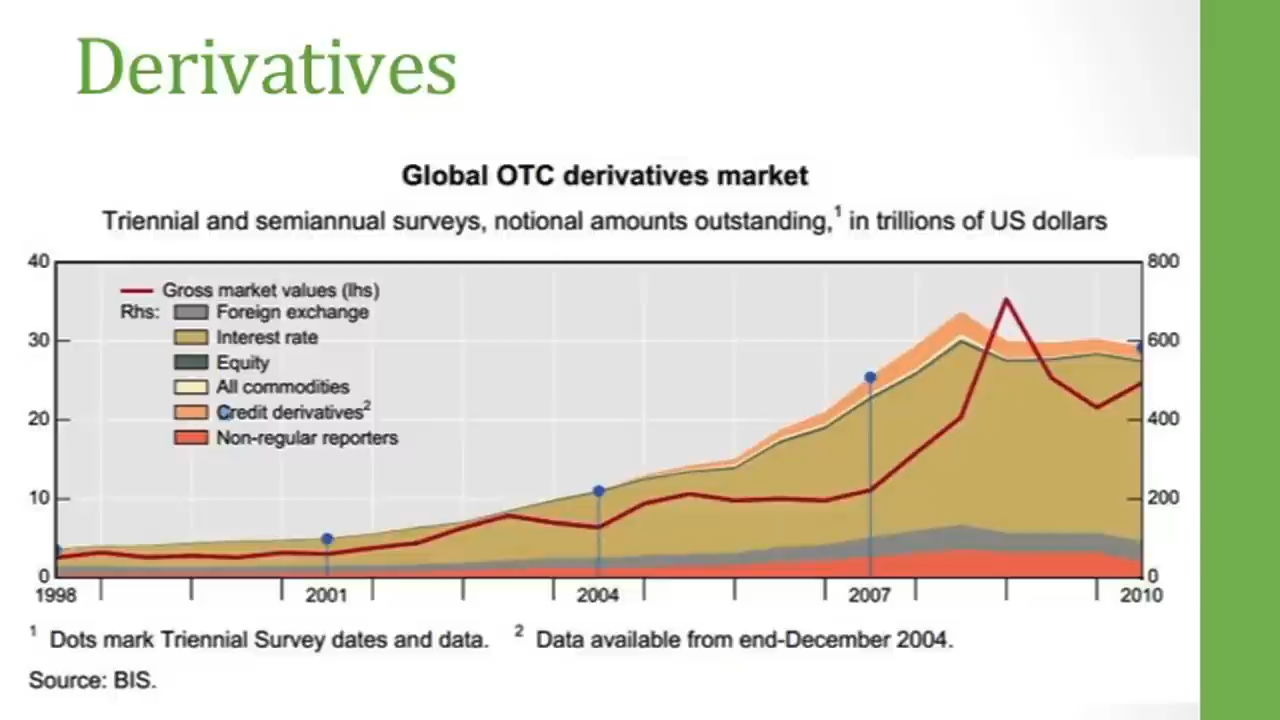 Derivatives
Global OTC derivatives market
Triennial and semiannual surveys, notional amounts outstanding,¹ in trillions of US dollars
40 800
Gross market values (lhs)
Rhs: Foreign exchange
30 Interest rate 600
Equity
All commodities
20 Credit derivatives² 400
Non-regular reporters
10 200
0 0
1998 2001 2004 2007 2010
¹ Dots mark Triennial Survey dates and data. ² Data available from end-December 2004.
Source: BIS.